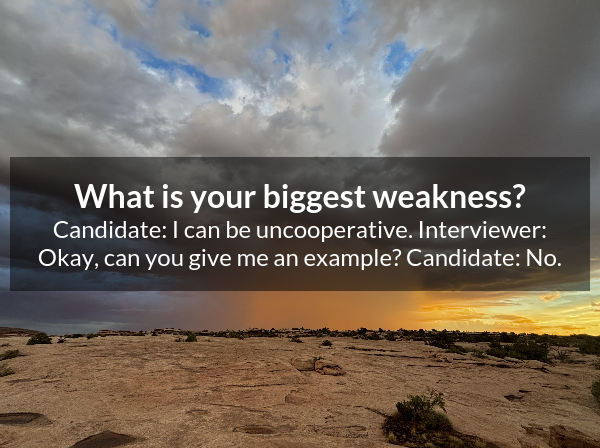 What is your biggest weakness?
Candidate: I can be uncooperative. Interviewer:
Okay, can you give me an example? Candidate: No.